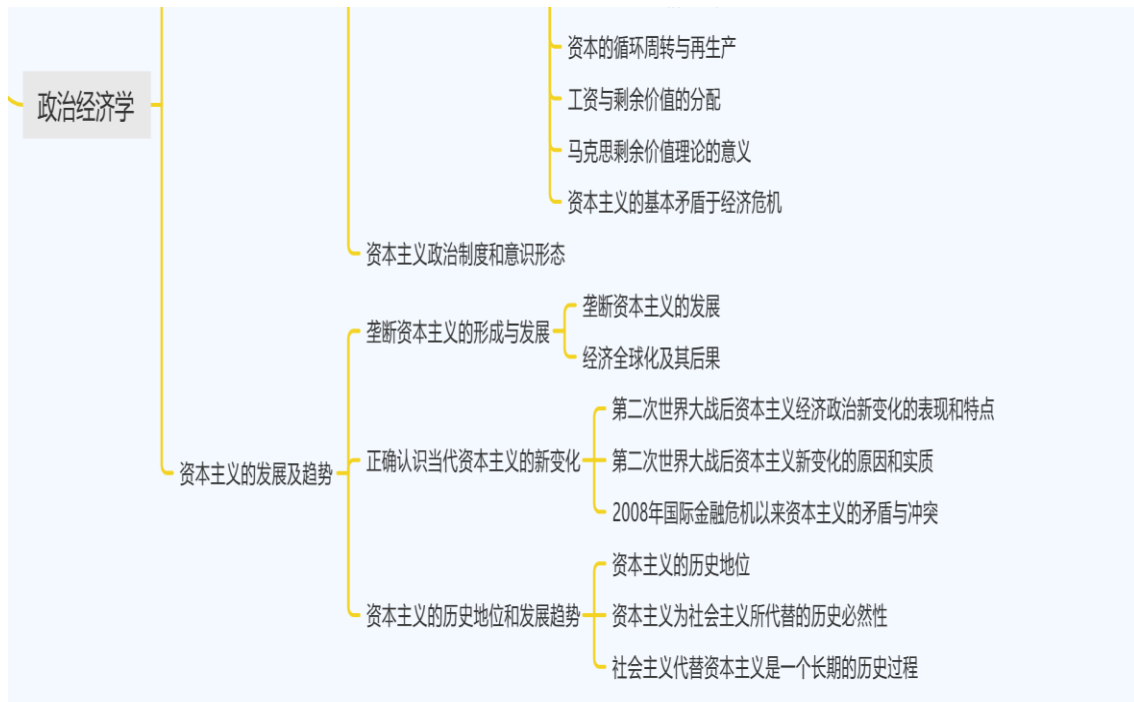 资本的循环周转与再生产
政治经济学
工资与剩余价值的分配
马克思剩余价值理论的意义
资本主义的基本矛盾于经济危机
资本主义政治制度和意识形态
垄断资本主义的发展
垄断资本主义的形成与发展
经济全球化及其后果
第二次世界大战后资本主义经济政治新变化的表现和特点
正确认识当代资本主义的新变化
第二次世界大战后资本主义新变化的原因和实质
资本主义的发展及趋势
2008年国际金融危机以来资本主义的矛盾与冲突
资本主义的历史地位
资本主义的历史地位和发展趋势
资本主义为社会主义所代替的历史必然性
社会主义代替资本主义是一个长期的历史过程